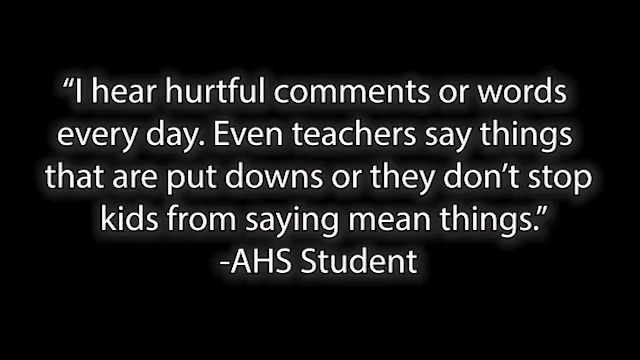 “I hear hurtful comments or words
every day. Even teachers say things
that are put downs or they don’t stop
kids from saying mean things.”
-AHS Student